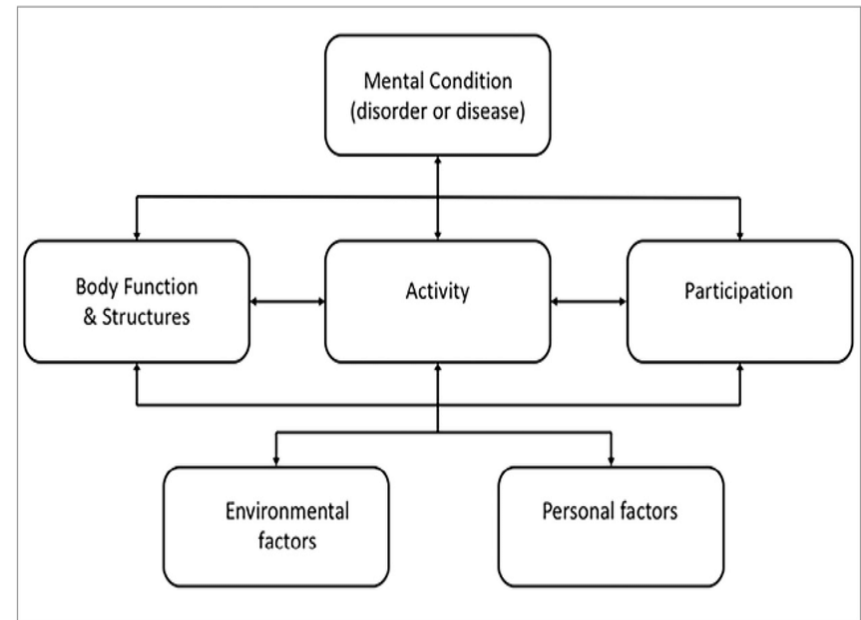 Mental Condition
(disorder or disease)
Body Function
& Structures
Activity
Participation
Environmental
factors
Personal factors